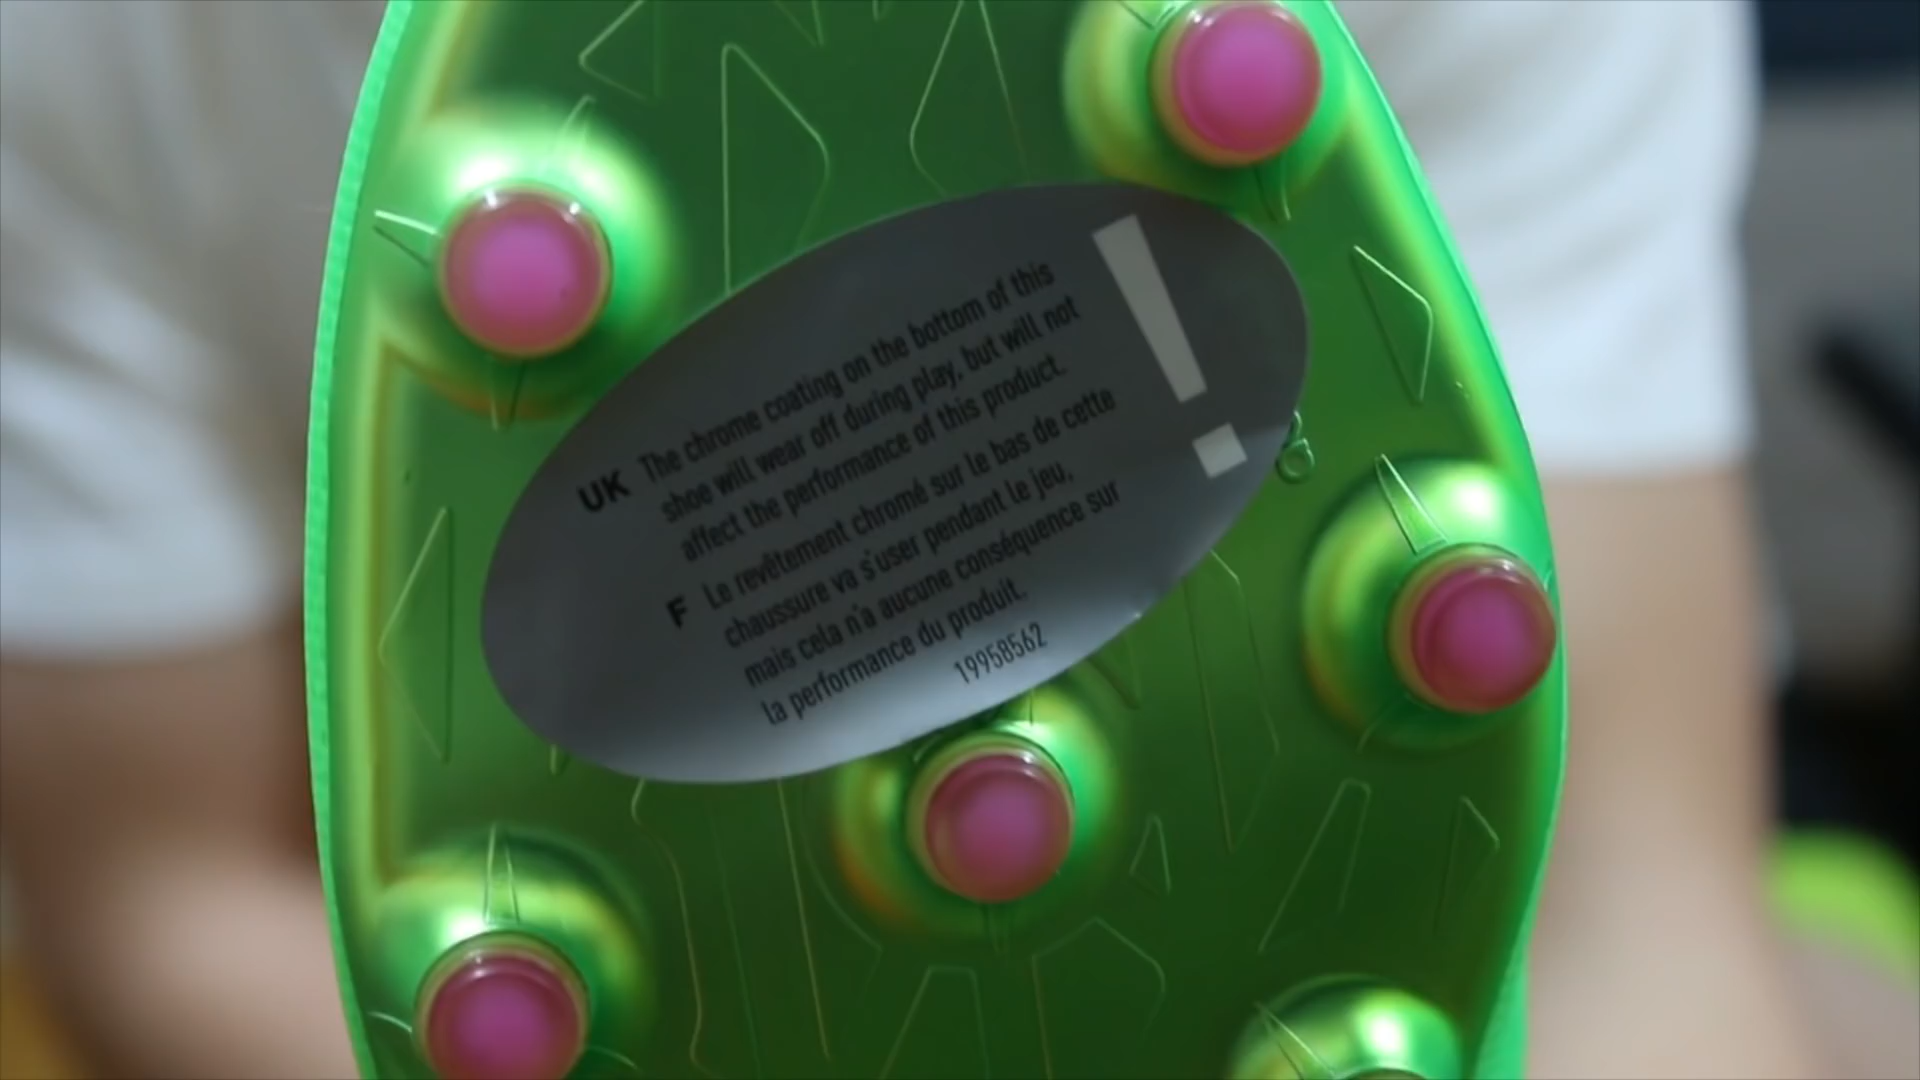 UK The chrome coating on the bottom of this
shoe will wear off during play, but will not
affect the performance of this product.
F Le revêtement chromé sur le bas de cette
chaussure va s'user pendant le jeu,
mais cela n'a aucune conséquence sur
la performance du produit.
19958562
!